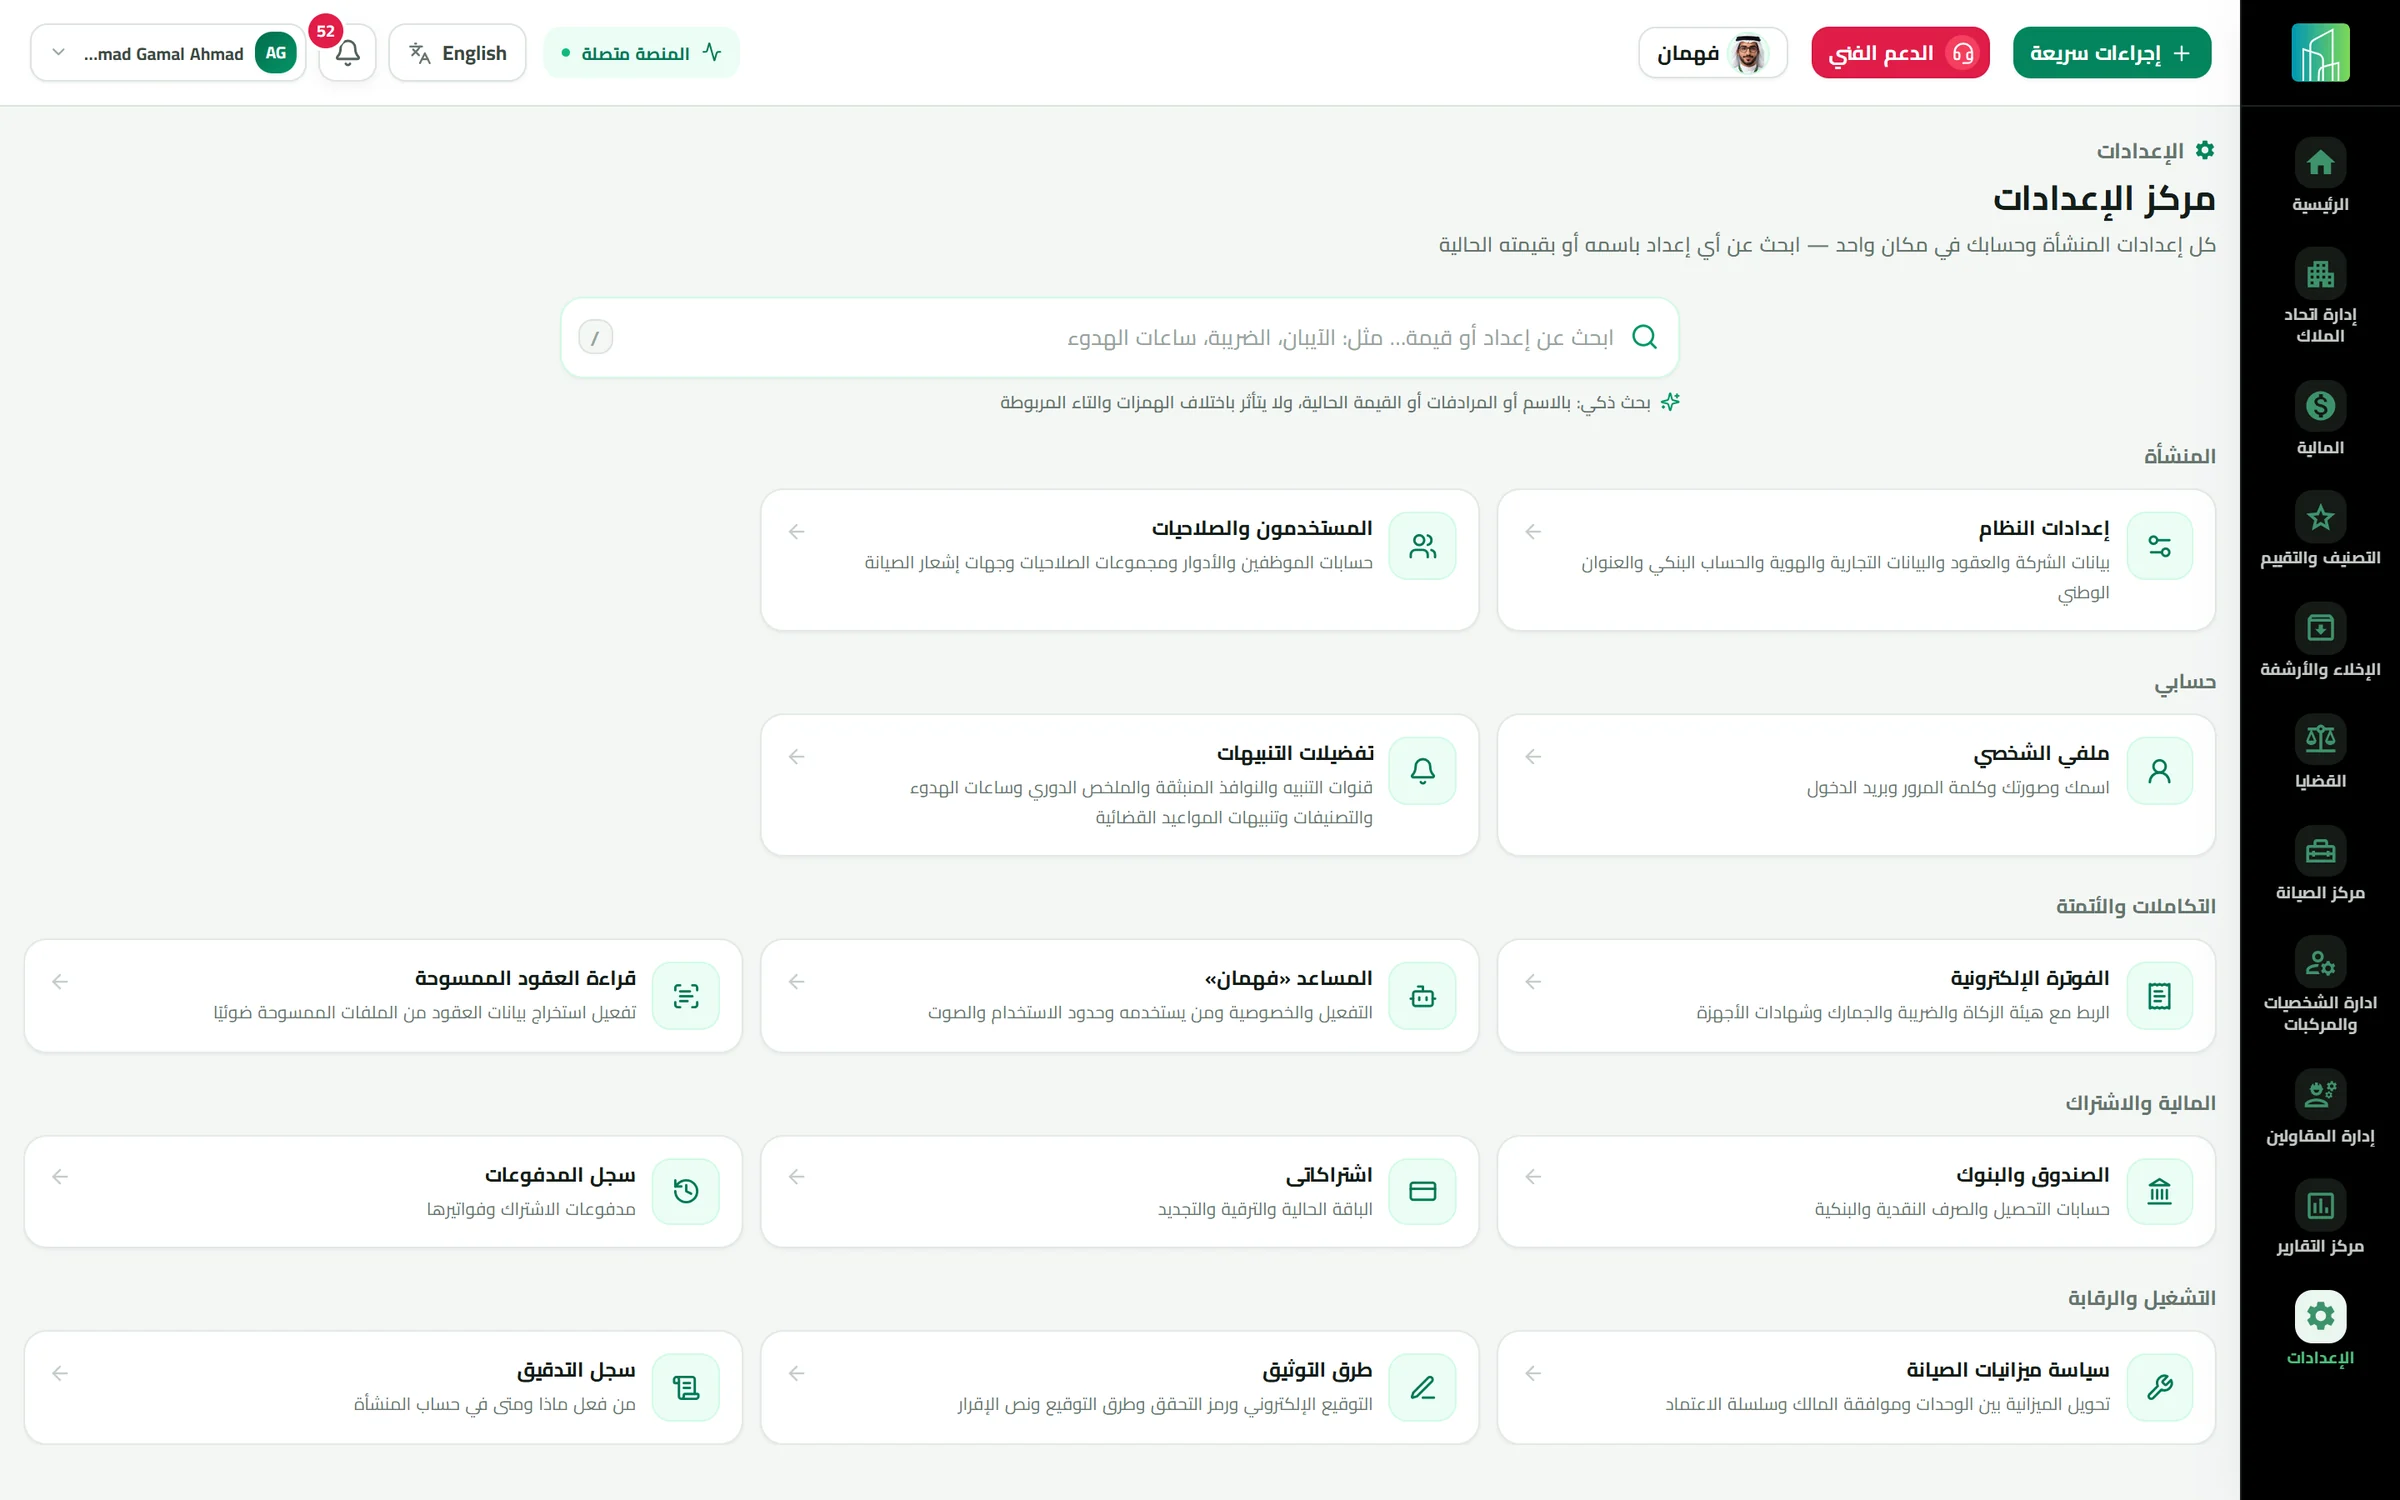 إجراءات سريعة
الدعم الفني
فهمان
المنصة متصلة
English
52
AG
mad Gamal Ahmad...
الرئيسية
إدارة اتحاد
الملاك
المالية
التصنيف والتقييم
الإخلاء والأرشفة
القضايا
مركز الصيانة
ادارة الشخصيات
والمركبات
إدارة المقاولين
مركز التقارير
الإعدادات
الإعدادات
مركز الإعدادات
كل إعدادات المنشأة وحسابك في مكان واحد — ابحث عن أي إعداد باسمه أو بقيمته الحالية
ابحث عن إعداد أو قيمة... مثل: الآيبان، الضريبة، ساعات الهدوء
/
بحث ذكي: بالاسم أو المرادفات أو القيمة الحالية، ولا يتأثر باختلاف الهمزات والتاء المربوطة
المنشأة
إعدادات النظام
بيانات الشركة والعقود والبيانات التجارية والهوية والحساب البنكي والعنوان
الوطني
المستخدمون والصلاحيات
حسابات الموظفين والأدوار ومجموعات الصلاحيات وجهات إشعار الصيانة
حسابي
ملفي الشخصي
اسمك وصورتك وكلمة المرور وبريد الدخول
تفضيلات التنبيهات
قنوات التنبيه والنوافذ المنبثقة والملخص الدوري وساعات الهدوء
والتصنيفات وتنبيهات المواعيد القضائية
التكاملات والأتمتة
الفوترة الإلكترونية
الربط مع هيئة الزكاة والضريبة والجمارك وشهادات الأجهزة
المساعد «فهمان»
التفعيل والخصوصية ومن يستخدمه وحدود الاستخدام والصوت
قراءة العقود الممسوحة
تفعيل استخراج بيانات العقود من الملفات الممسوحة ضوئيًا
المالية والاشتراك
الصندوق والبنوك
حسابات التحصيل والصرف النقدية والبنكية
اشتراكاتى
الباقة الحالية والترقية والتجديد
سجل المدفوعات
مدفوعات الاشتراك وفواتيرها
التشغيل والرقابة
سياسة ميزانيات الصيانة
تحويل الميزانية بين الوحدات وموافقة المالك وسلسلة الاعتماد
طرق التوثيق
التوقيع الإلكتروني ورمز التحقق وطرق التوقيع ونص الإقرار
سجل التدقيق
من فعل ماذا ومتى في حساب المنشأة